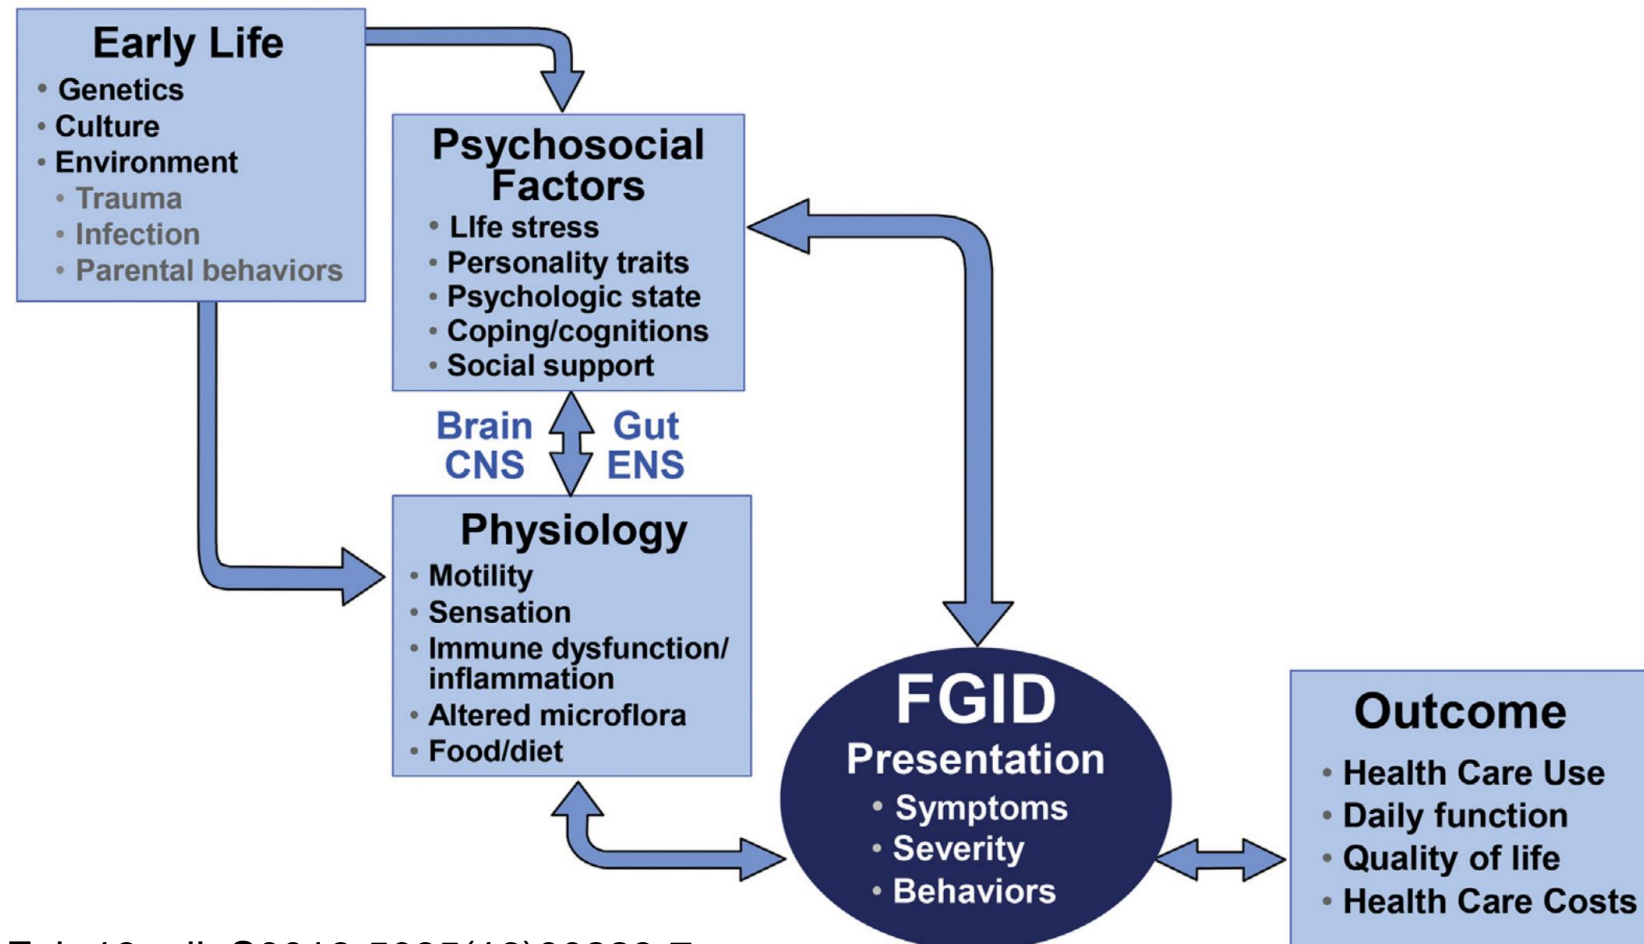 Early Life
• Genetics
• Culture
• Environment
• Trauma
• Infection
• Parental behaviors
Psychosocial
Factors
• LIfe stress
• Personality traits
• Psychologic state
• Coping/cognitions
• Social support
Brain Gut
CNS ENS
Physiology
• Motility
• Sensation
• Immune dysfunction/
inflammation
• Altered microflora
• Food/diet
FGID
Presentation
• Symptoms
• Severity
• Behaviors
Outcome
• Health Care Use
• Daily function
• Quality of life
• Health Care Costs